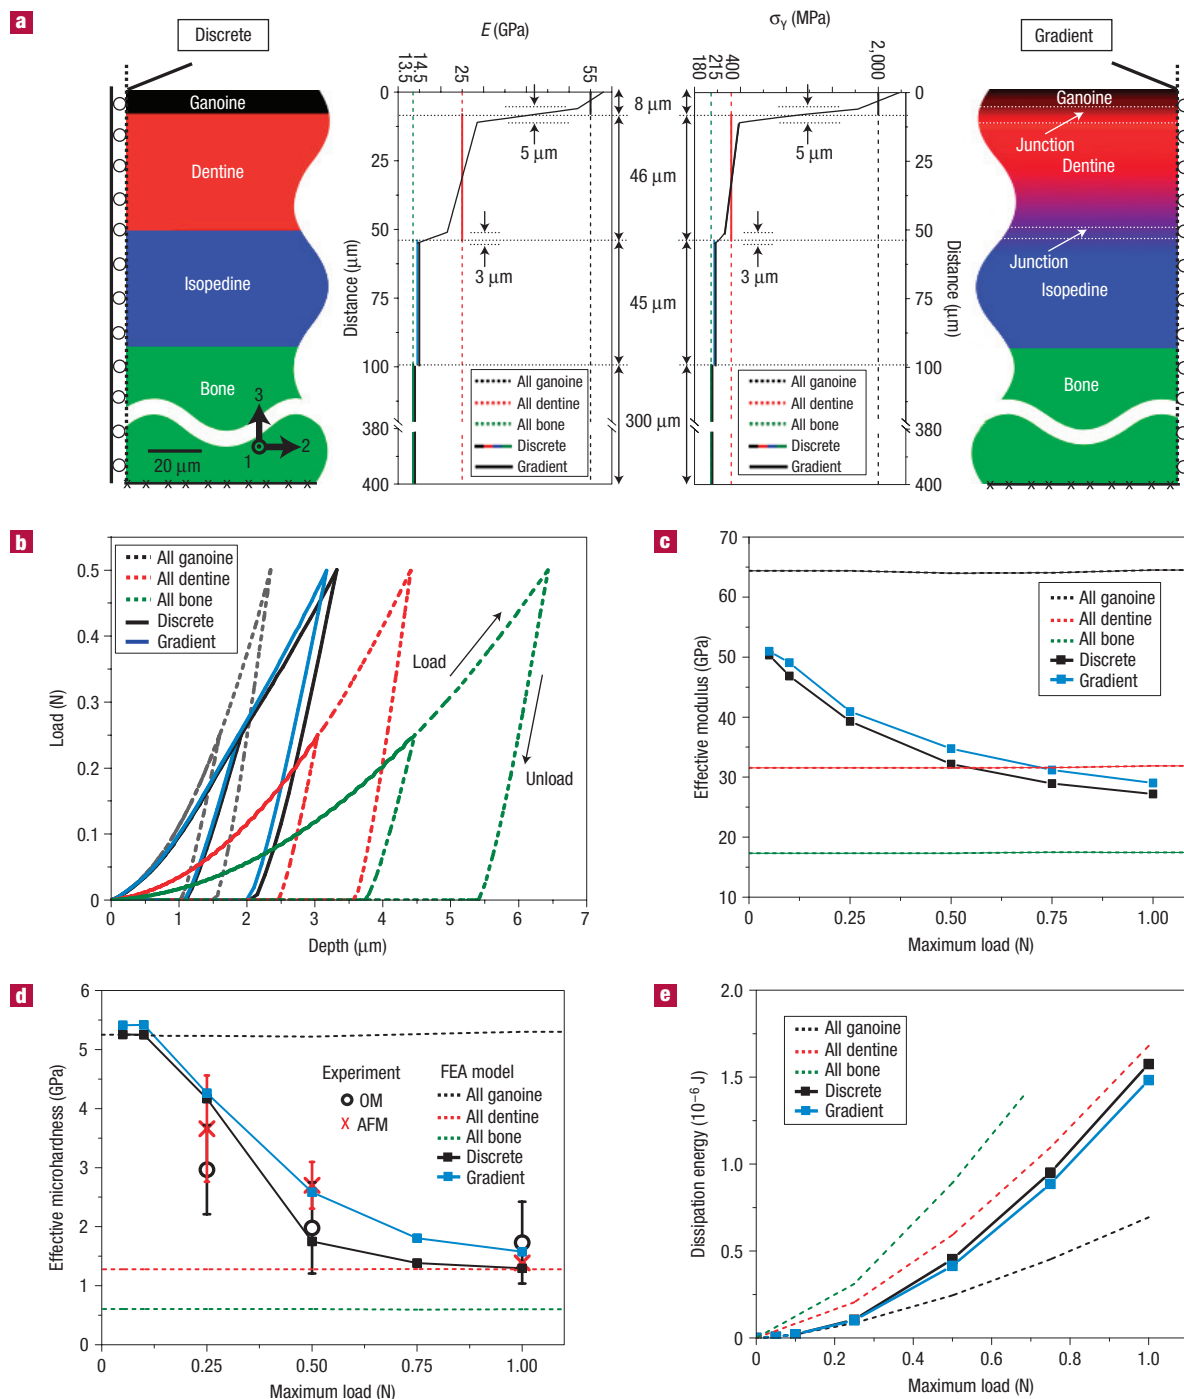 a
Discrete
E (GPa)
σY (MPa)
Gradient
13.5
14.5
25
55
180
215
400
2,000
Ganoine
Dentine
Isopedine
Bone
3
2
1
20 μm
0
25
50
75
100
380
400
Distance (μm)
5 μm
3 μm
All ganoine
All dentine
All bone
Discrete
Gradient
8 μm
46 μm
45 μm
300 μm
5 μm
3 μm
All ganoine
All dentine
All bone
Discrete
Gradient
0
25
50
75
100
380
400
Distance (μm)
Ganoine
Junction
Dentine
Junction
Isopedine
Bone
b
All ganoine
All dentine
All bone
Discrete
Gradient
Load
Unload
0.5
0.4
0.3
0.2
0.1
0
0 1 2 3 4 5 6 7
Load (N)
Depth (μm)
c
70
60
50
40
30
20
10
Effective modulus (GPa)
All ganoine
All dentine
All bone
Discrete
Gradient
0 0.25 0.50 0.75 1.00
Maximum load (N)
d
6
5
4
3
2
1
0
Effective microhardness (GPa)
Experiment
OM
AFM
FEA model
All ganoine
All dentine
All bone
Discrete
Gradient
0 0.25 0.50 0.75 1.00
Maximum load (N)
e
2.0
1.5
1.0
0.5
0
Dissipation energy (10⁻⁶ J)
All ganoine
All dentine
All bone
Discrete
Gradient
0 0.2 0.4 0.6 0.8 1.0
Maximum load (N)